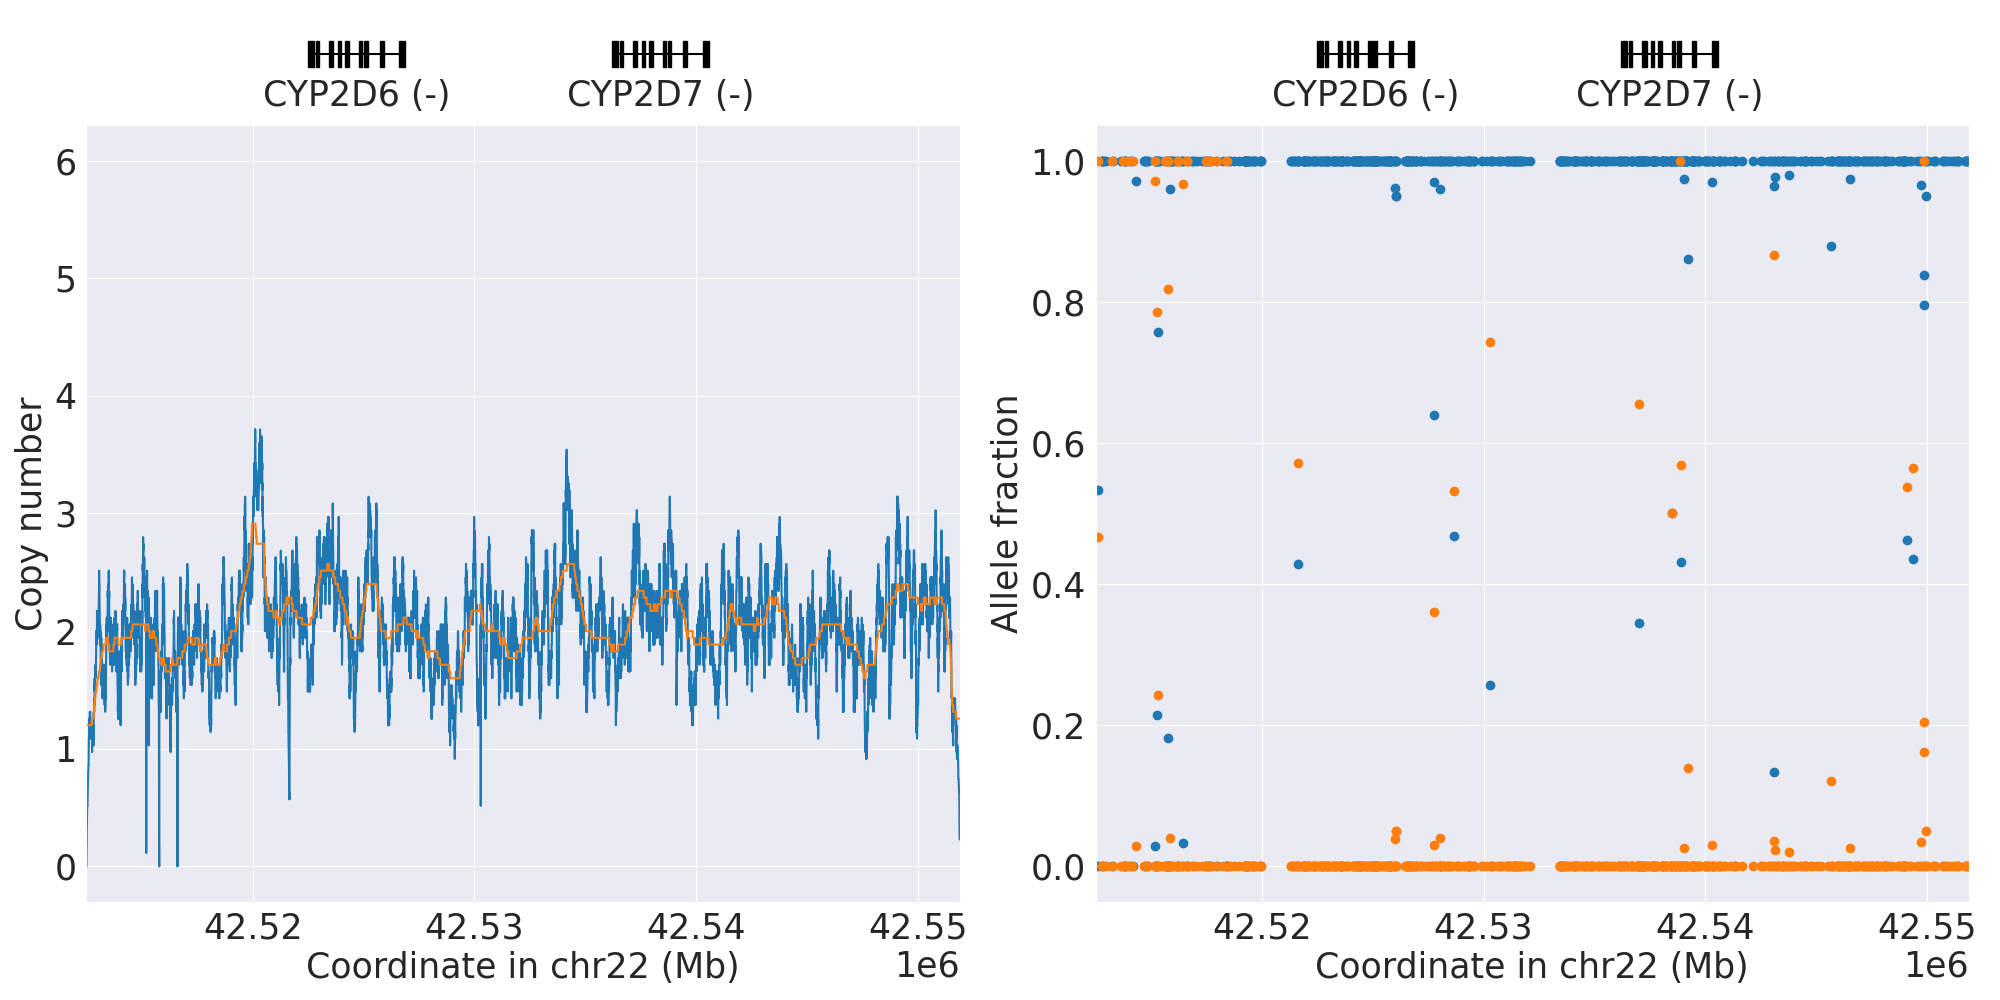 CYP2D6 (-) CYP2D7 (-)
Copy number
6
5
4
3
2
1
0
42.52 42.53 42.54 42.55
Coordinate in chr22 (Mb) 1e6
CYP2D6 (-) CYP2D7 (-)
Allele fraction
1.0
0.8
0.6
0.4
0.2
0.0
42.52 42.53 42.54 42.55
Coordinate in chr22 (Mb) 1e6